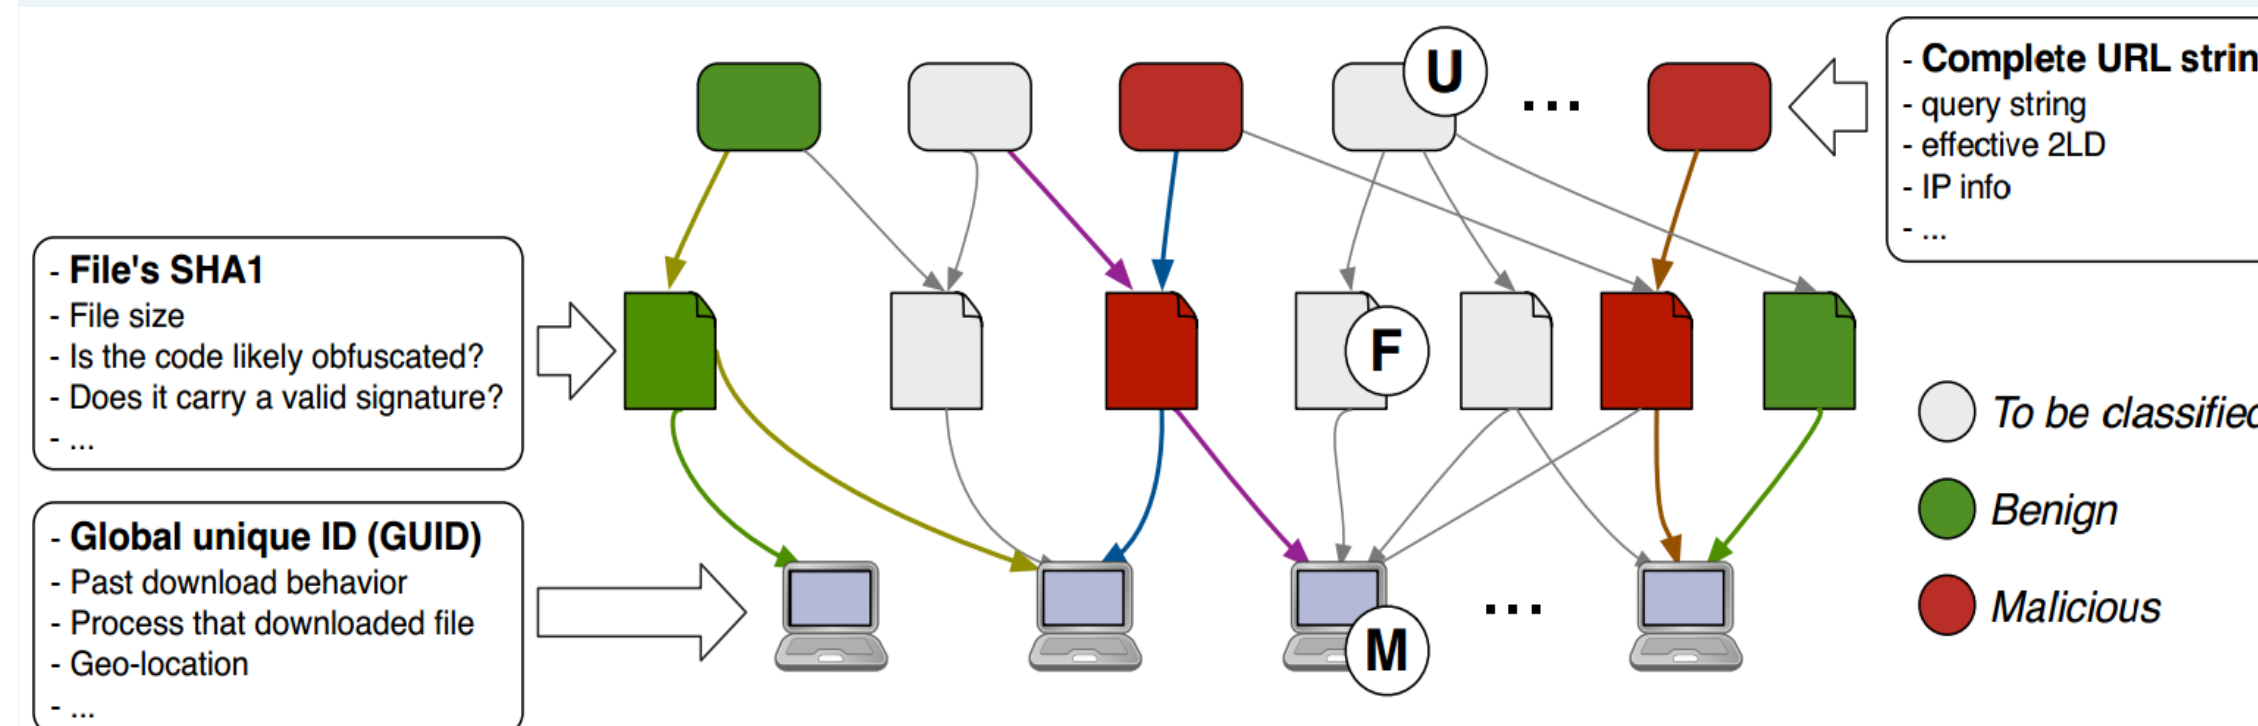 U
...
- Complete URL strin
- query string
- effective 2LD
- IP info
- ...
- File's SHA1
- File size
- Is the code likely obfuscated?
- Does it carry a valid signature?
- ...
F
To be classified
Benign
Malicious
- Global unique ID (GUID)
- Past download behavior
- Process that downloaded file
- Geo-location
- ...
...
M